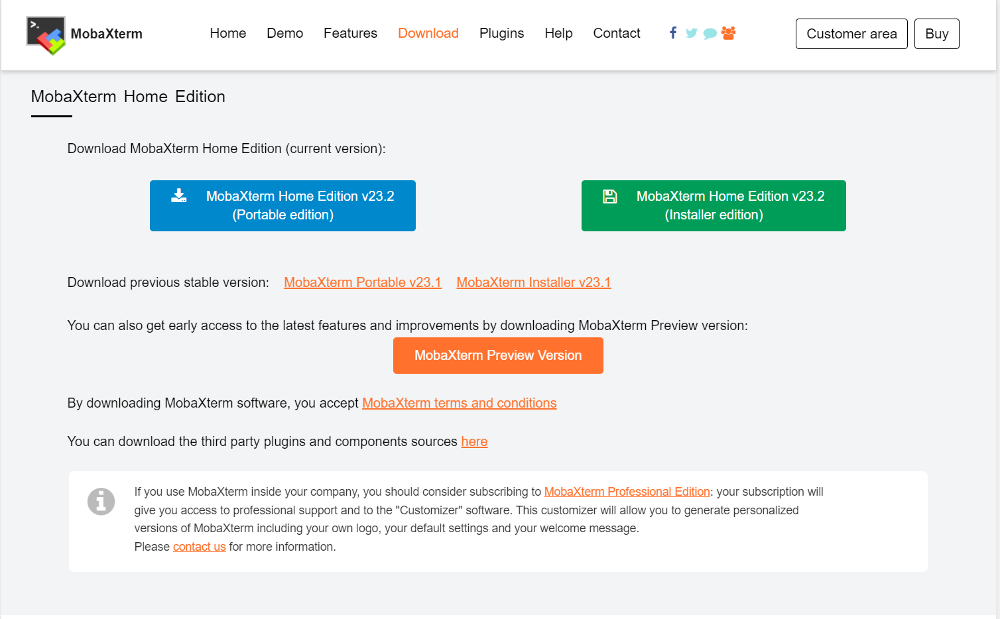 MobaXterm
Home Demo Features Download Plugins Help Contact
Customer area Buy
MobaXterm Home Edition
Download MobaXterm Home Edition (current version):
MobaXterm Home Edition v23.2
(Portable edition)
MobaXterm Home Edition v23.2
(Installer edition)
Download previous stable version: MobaXterm Portable v23.1 MobaXterm Installer v23.1
You can also get early access to the latest features and improvements by downloading MobaXterm Preview version:
MobaXterm Preview Version
By downloading MobaXterm software, you accept MobaXterm terms and conditions
You can download the third party plugins and components sources here
If you use MobaXterm inside your company, you should consider subscribing to MobaXterm Professional Edition: your subscription will
give you access to professional support and to the "Customizer" software. This customizer will allow you to generate personalized
versions of MobaXterm including your own logo, your default settings and your welcome message.
Please contact us for more information.